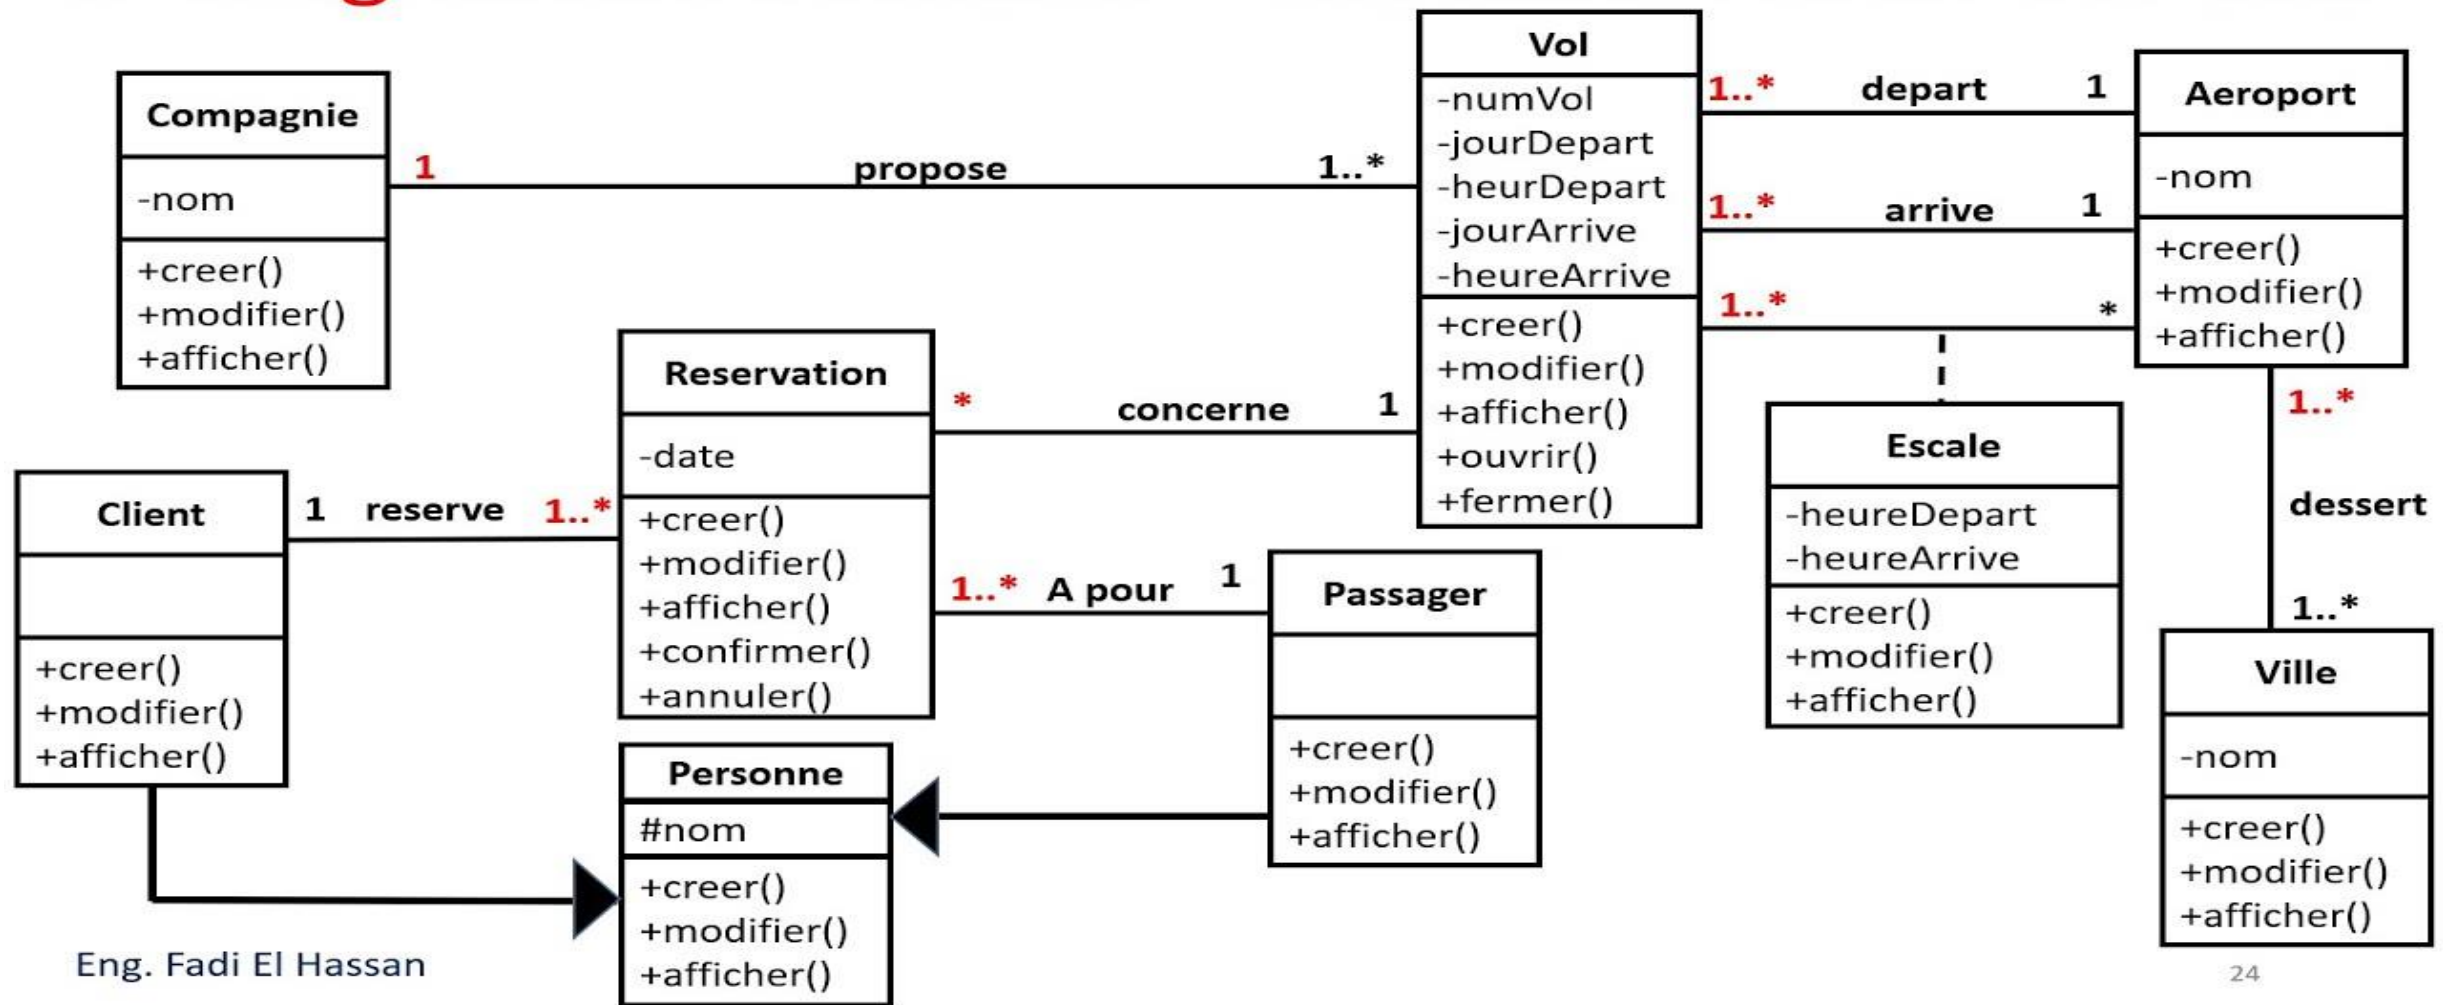 Compagnie
-nom
+creer()
+modifier()
+afficher()
1
propose
1..*
Vol
-numVol
-jourDepart
-heurDepart
-jourArrive
-heureArrive
+creer()
+modifier()
+afficher()
+ouvrir()
+fermer()
1..*
depart
1
1..*
arrive
1
1..*
*
Aeroport
-nom
+creer()
+modifier()
+afficher()
Reservation
-date
+creer()
+modifier()
+afficher()
+confirmer()
+annuler()
*
concerne
1
Escale
-heureDepart
-heureArrive
+creer()
+modifier()
+afficher()
1..*
dessert
1..*
Client
+creer()
+modifier()
+afficher()
1
reserve
1..*
1..*
A pour
1
Passager
+creer()
+modifier()
+afficher()
Ville
-nom
+creer()
+modifier()
+afficher()
Personne
#nom
+creer()
+modifier()
+afficher()
Eng. Fadi El Hassan
24